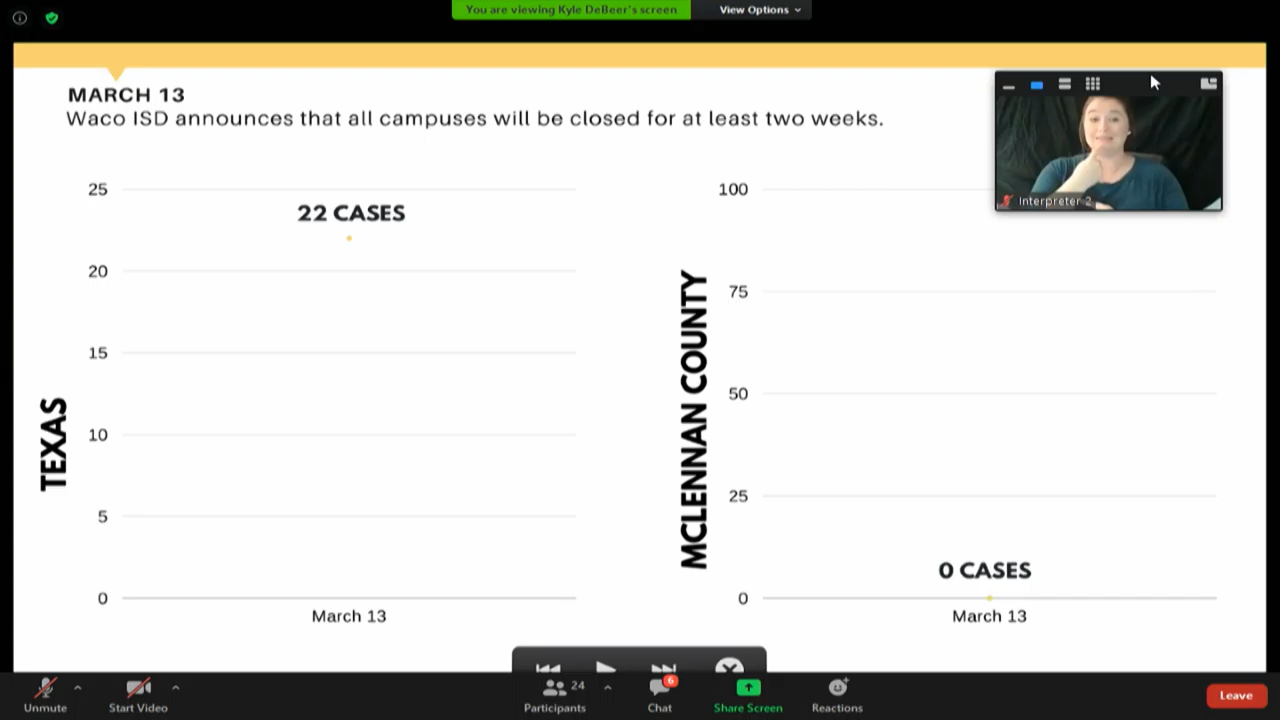 You are viewing Kyle DeBeer's screen
View Options
MARCH 13
Waco ISD announces that all campuses will be closed for at least two weeks.
Interpreter 2
TEXAS
25
20
15
10
5
0
22 CASES
March 13
MCLENNAN COUNTY
100
75
50
25
0
0 CASES
March 13
Unmute
Start Video
24
Participants
6
Chat
Share Screen
Reactions
Leave